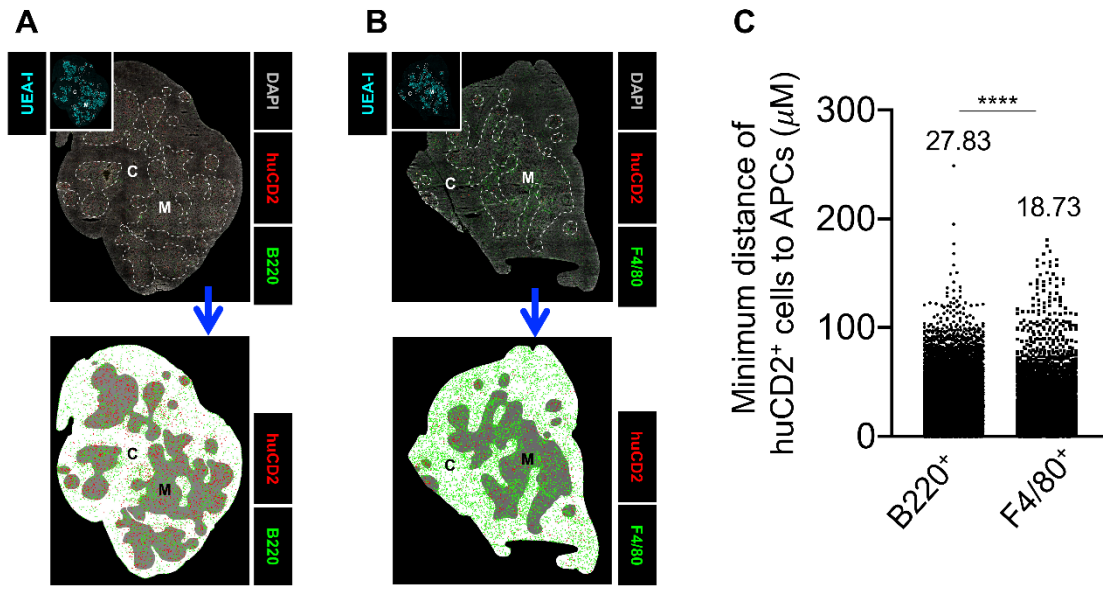 A
B
C
UEA-I
C
M
C
M
DAPI
huCD2
B220
UEA-I
C
M
C
M
DAPI
huCD2
F4/80
C
M
huCD2
B220
C
M
huCD2
F4/80
Minimum distance of
huCD2⁺ cells to APCs (μM)
300
200
100
0
****
27.83
18.73
B220⁺
F4/80⁺